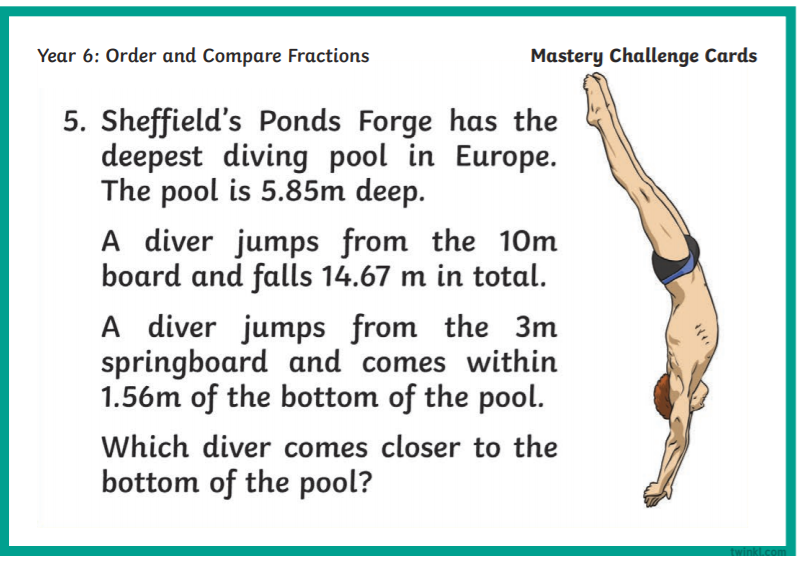 Year 6: Order and Compare Fractions
Mastery Challenge Cards
5. Sheffield's Ponds Forge has the
deepest diving pool in Europe.
The pool is 5.85m deep.
A diver jumps from the 10m
board and falls 14.67 m in total.
A diver jumps from the 3m
springboard and comes within
1.56m of the bottom of the pool.
Which diver comes closer to the
bottom of the pool?
twinkl.com